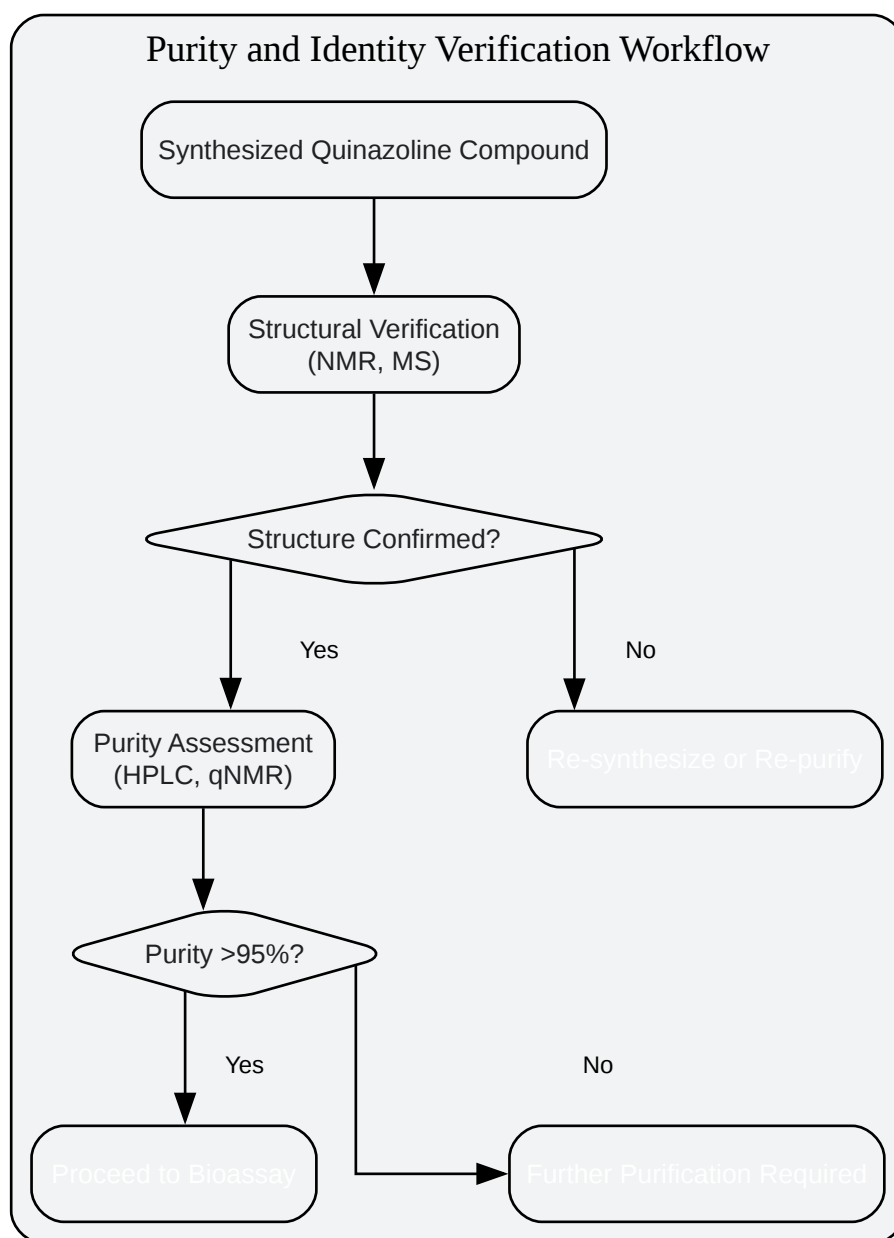 Purity and Identity Verification Workflow
Synthesized Quinazoline Compound
Structural Verification
(NMR, MS)
Structure Confirmed?
Yes
No
Purity Assessment
(HPLC, qNMR)
Re-synthesize or Re-purify
Purity >95%?
Yes
No
Proceed to Bioassay
Further Purification Required